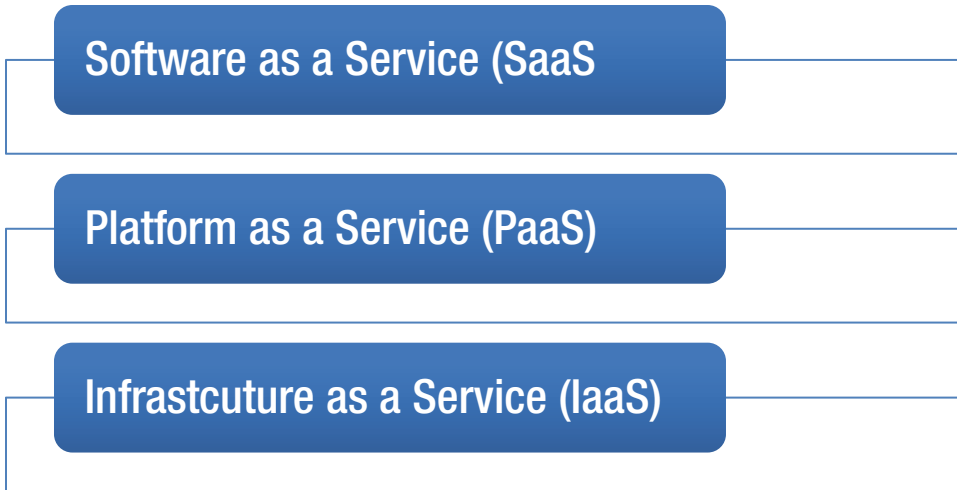 Software as a Service (SaaS
Platform as a Service (PaaS)
Infrastcuture as a Service (IaaS)